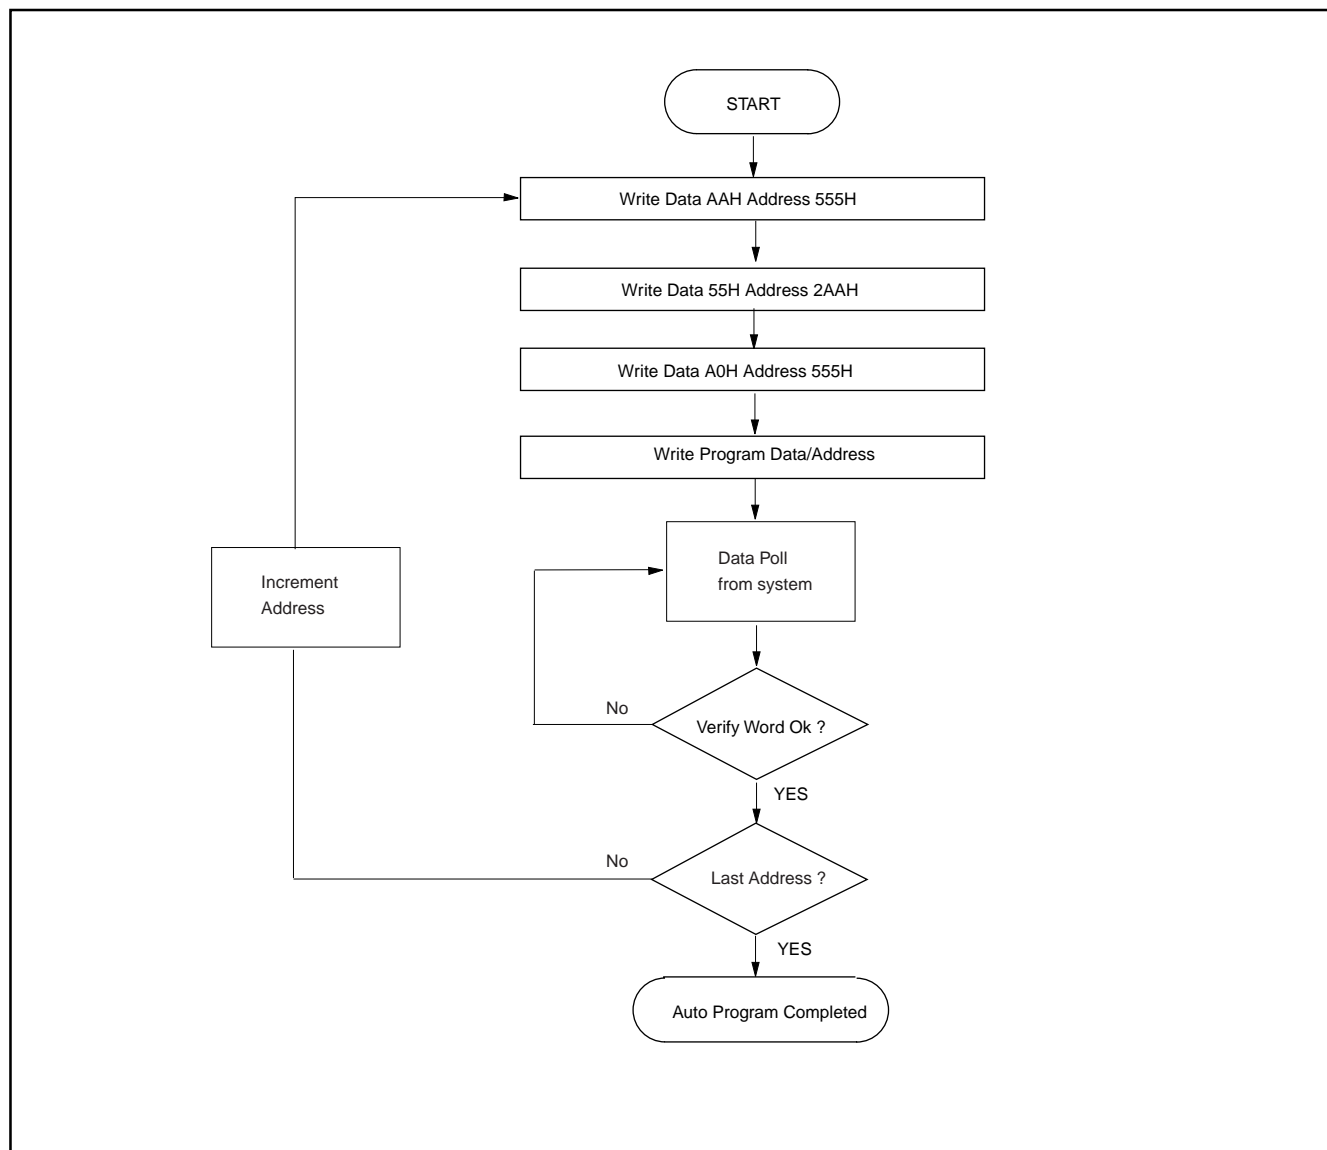 START
Write Data AAH Address 555H
Write Data 55H Address 2AAH
Write Data A0H Address 555H
Write Program Data/Address
Data Poll
from system
Increment
Address
No
Verify Word Ok ?
YES
No
Last Address ?
YES
Auto Program Completed